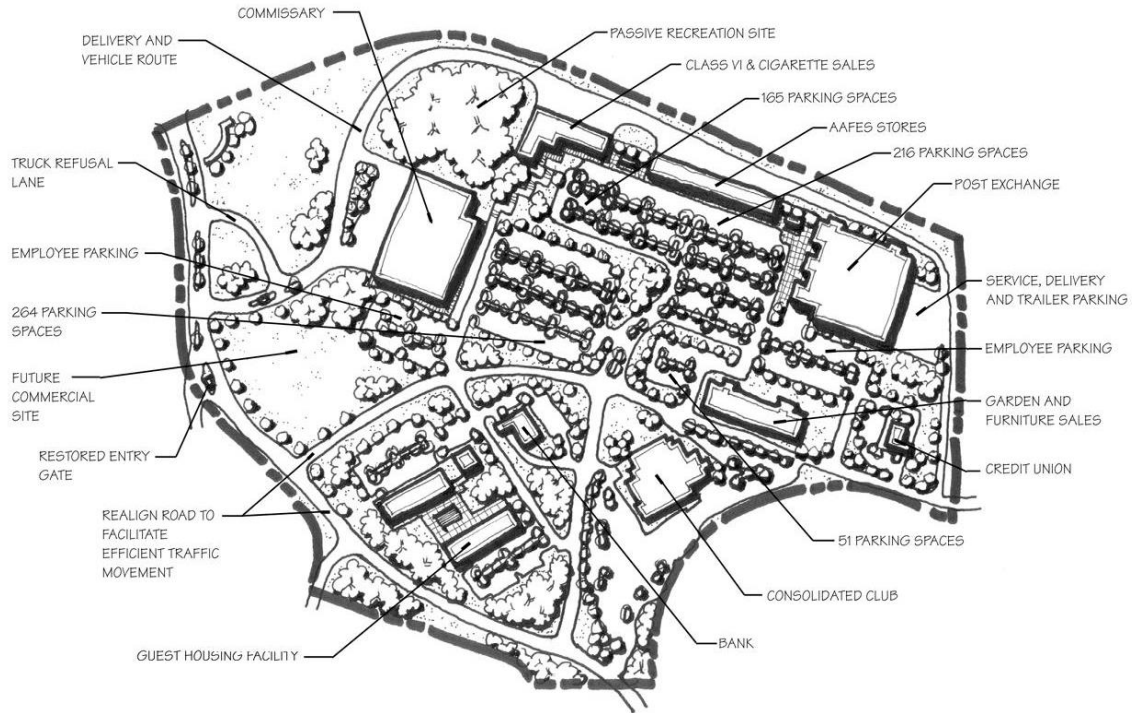 COMMISSARY
DELIVERY AND
VEHICLE ROUTE
PASSIVE RECREATION SITE
CLASS VI & CIGARETTE SALES
165 PARKING SPACES
AAFES STORES
216 PARKING SPACES
POST EXCHANGE
TRUCK REFUSAL
LANE
EMPLOYEE PARKING
264 PARKING
SPACES
FUTURE
COMMERCIAL
SITE
RESTORED ENTRY
GATE
REALIGN ROAD TO
FACILITATE
EFFICIENT TRAFFIC
MOVEMENT
GUEST HOUSING FACILITY
SERVICE, DELIVERY
AND TRAILER PARKING
EMPLOYEE PARKING
GARDEN AND
FURNITURE SALES
CREDIT UNION
51 PARKING SPACES
CONSOLIDATED CLUB
BANK